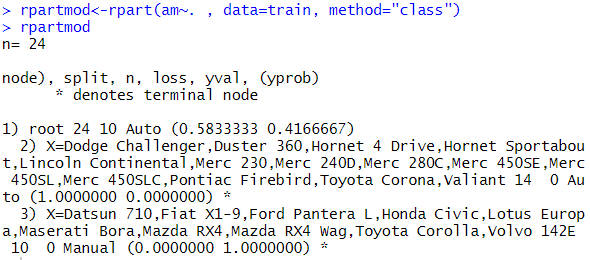 > rpartmod<-rpart(am~. , data=train, method="class")
> rpartmod
n= 24
node), split, n, loss, yval, (yprob)
      * denotes terminal node
1) root 24 10 Auto (0.5833333 0.4166667)
  2) X=Dodge Challenger,Duster 360,Hornet 4 Drive,Hornet Sportabou
t,Lincoln Continental,Merc 230,Merc 240D,Merc 280C,Merc 450SE,Merc
 450SL,Merc 450SLC,Pontiac Firebird,Toyota Corona,Valiant 14  0 Au
to (1.0000000 0.0000000) *
  3) X=Datsun 710,Fiat X1-9,Ford Pantera L,Honda Civic,Lotus Europ
a,Maserati Bora,Mazda RX4,Mazda RX4 Wag,Toyota Corolla,Volvo 142E
 10  0 Manual (0.0000000 1.0000000) *